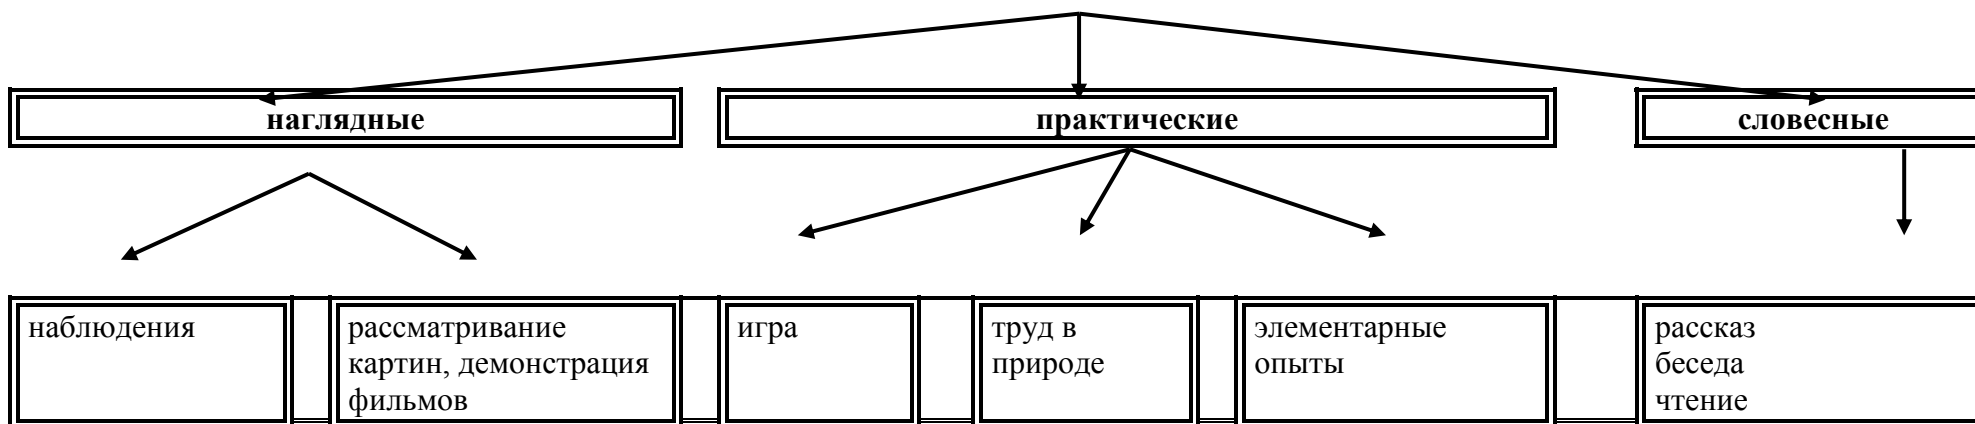 наглядные
практические
словесные
наблюдения
рассматривание
картин, демонстрация
фильмов
игра
труд в
природе
элементарные
опыты
рассказ
беседа
чтение